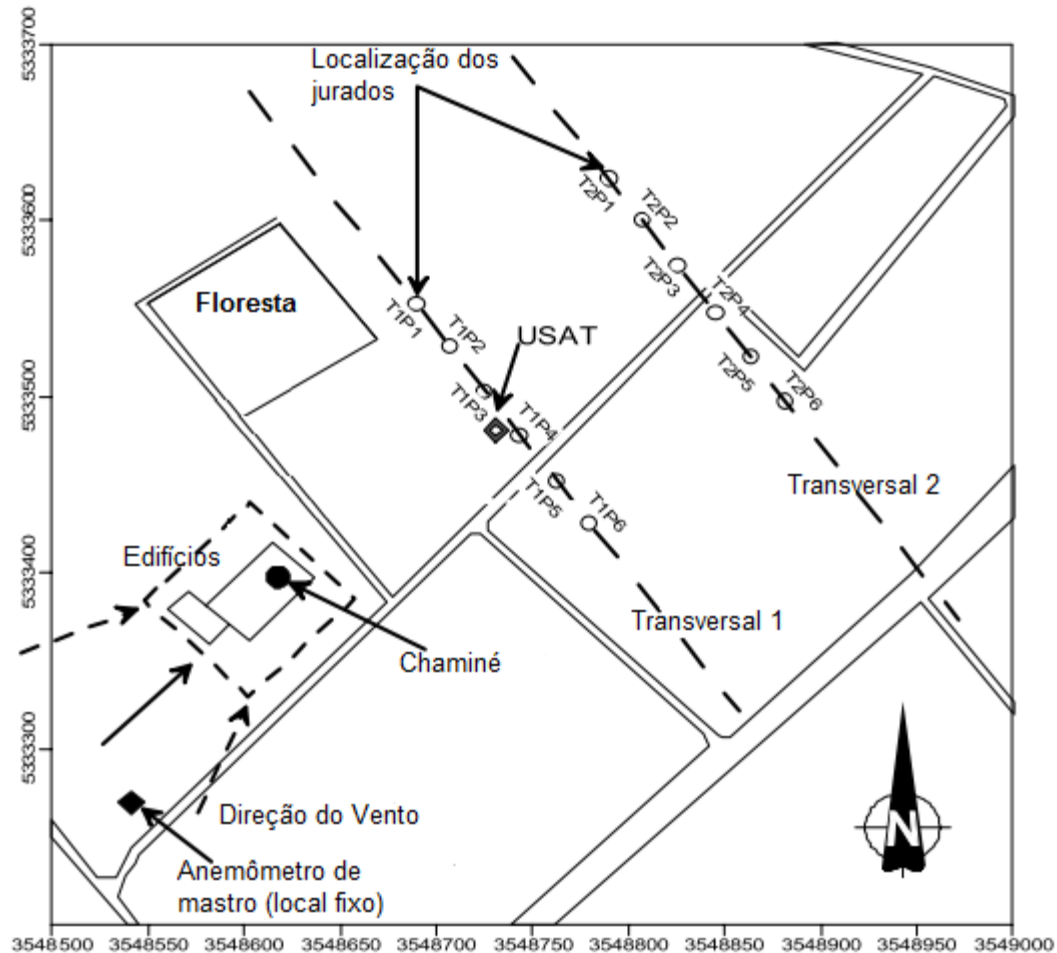 5333700
5333600
5333500
5333400
5333300
Localização dos
jurados
T2P1
T2P2
T2P3
T2P4
T2P5
T2P6
Floresta
T1P1
T1P2
USAT
T1P3
T1P4
T1P5
T1P6
Transversal 2
Edifícios
Transversal 1
Chaminé
Direção do Vento
Anemômetro de
mastro (local fixo)
N
3548500 3548550 3548600 3548650 3548700 3548750 3548800 3548850 3548900 3548950 3549000